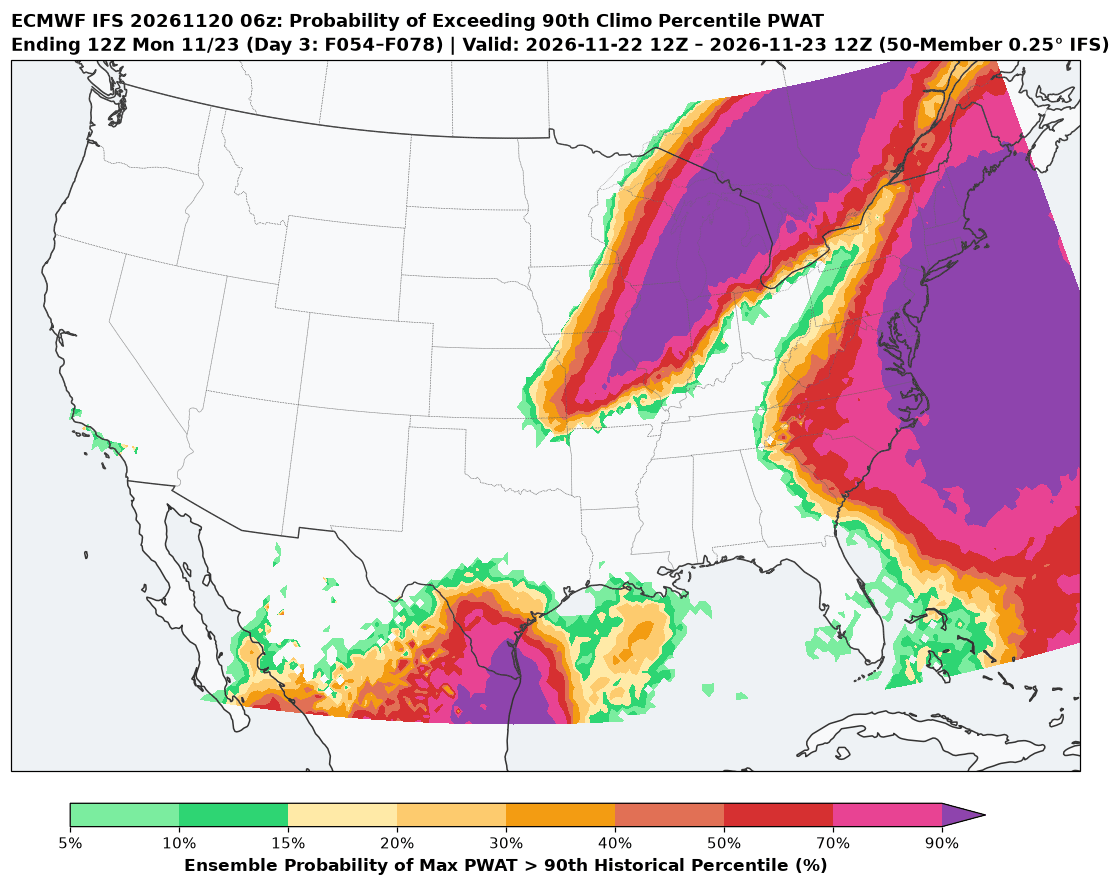 ECMWF IFS 20261120 06z: Probability of Exceeding 90th Climo Percentile PWAT
Ending 12Z Mon 11/23 (Day 3: F054–F078) | Valid: 2026-11-22 12Z – 2026-11-23 12Z (50-Member 0.25° IFS)
5% 10% 15% 20% 30% 40% 50% 70% 90%
Ensemble Probability of Max PWAT > 90th Historical Percentile (%)